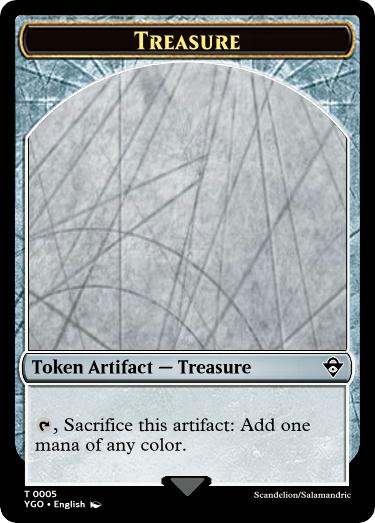 Treasure
Token Artifact — Treasure
, Sacrifice this artifact: Add one
mana of any color.
T 0005
YGO • English
Scandelion/Salamandric